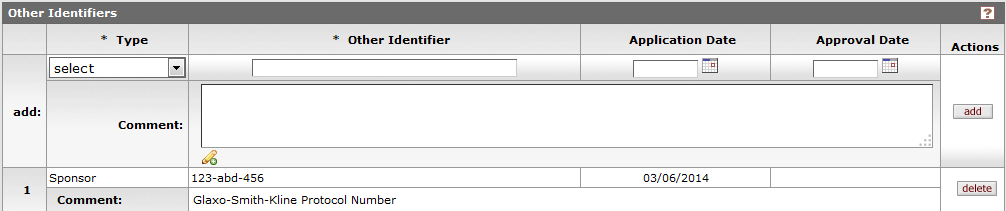 Other Identifiers ?
* Type * Other Identifier Application Date Approval Date Actions
add: select
Comment: add
1 Sponsor 123-abd-456 03/06/2014 delete
Comment: Glaxo-Smith-Kline Protocol Number